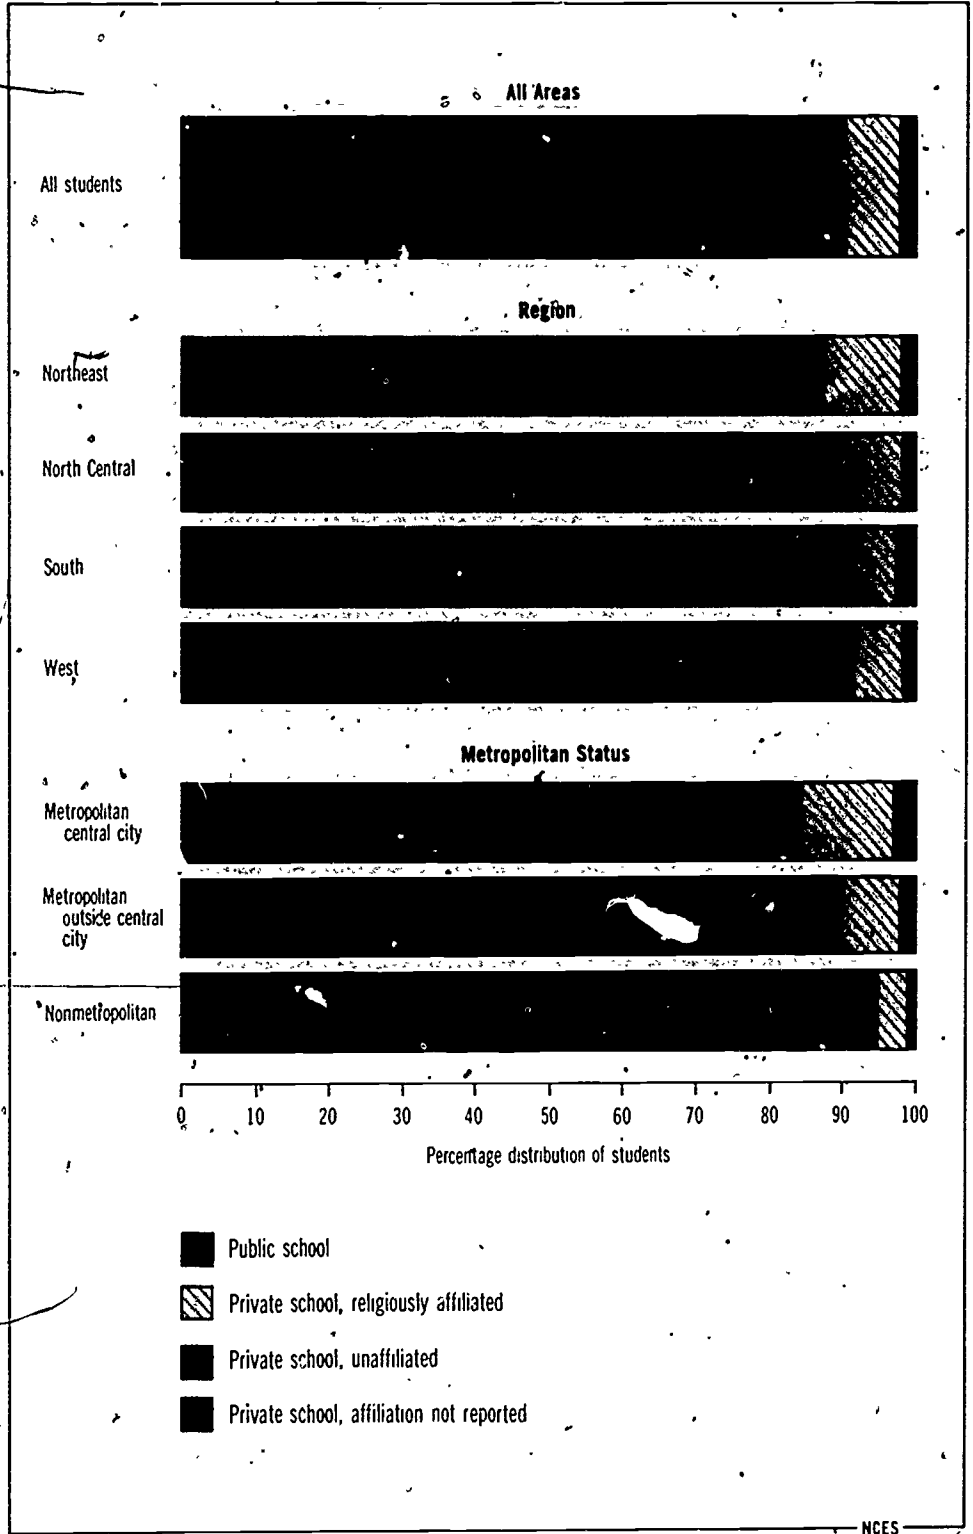 All Areas
All students
Region
Northeast
North Central
South
West
Metropolitan Status
Metropolitan
central city
Metropolitan
outside central
city
Nonmetropolitan
0 10 20 30 40 50 60 70 80 90 100
Percentage distribution of students
Public school
Private school, religiously affiliated
Private school, unaffiliated
Private school, affiliation not reported
NCES